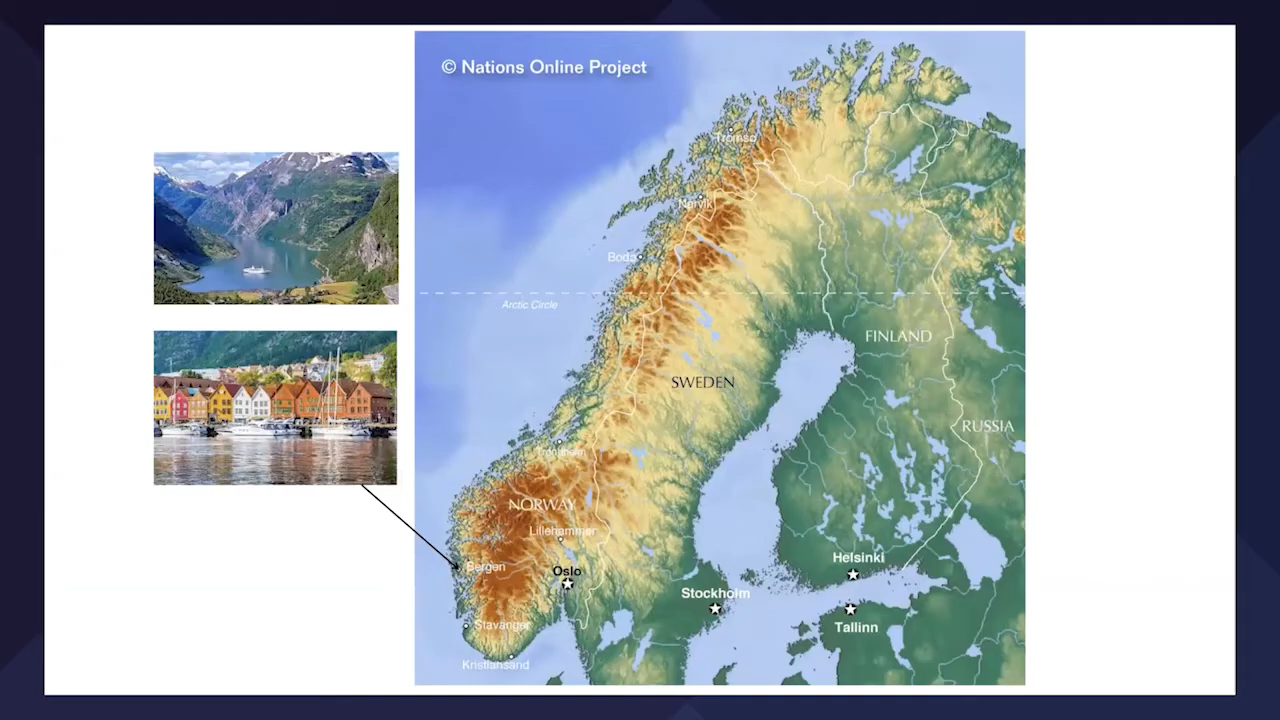 © Nations Online Project
Tromsø
Narvik
Bodø
Arctic Circle
FINLAND
SWEDEN
RUSSIA
Trondheim
NORWAY
Lillehammer
Helsinki
Bergen
Oslo
Stockholm
Stavanger
Tallinn
Kristiansand